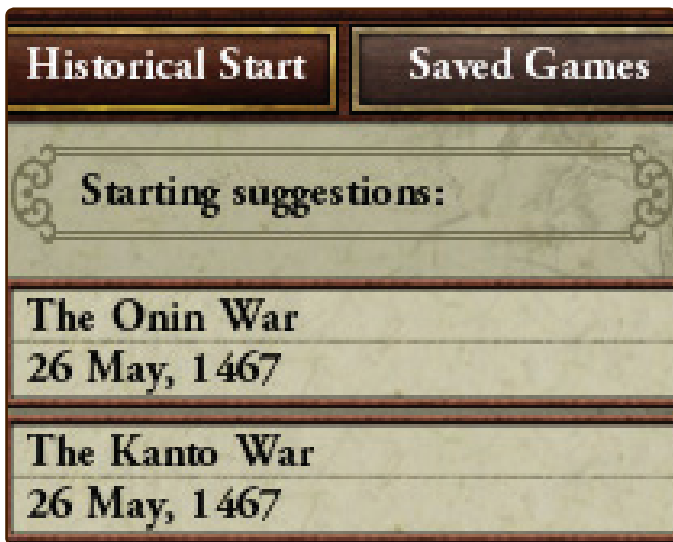 Historical Start
Saved Games
Starting suggestions:
The Onin War
26 May, 1467
The Kanto War
26 May, 1467